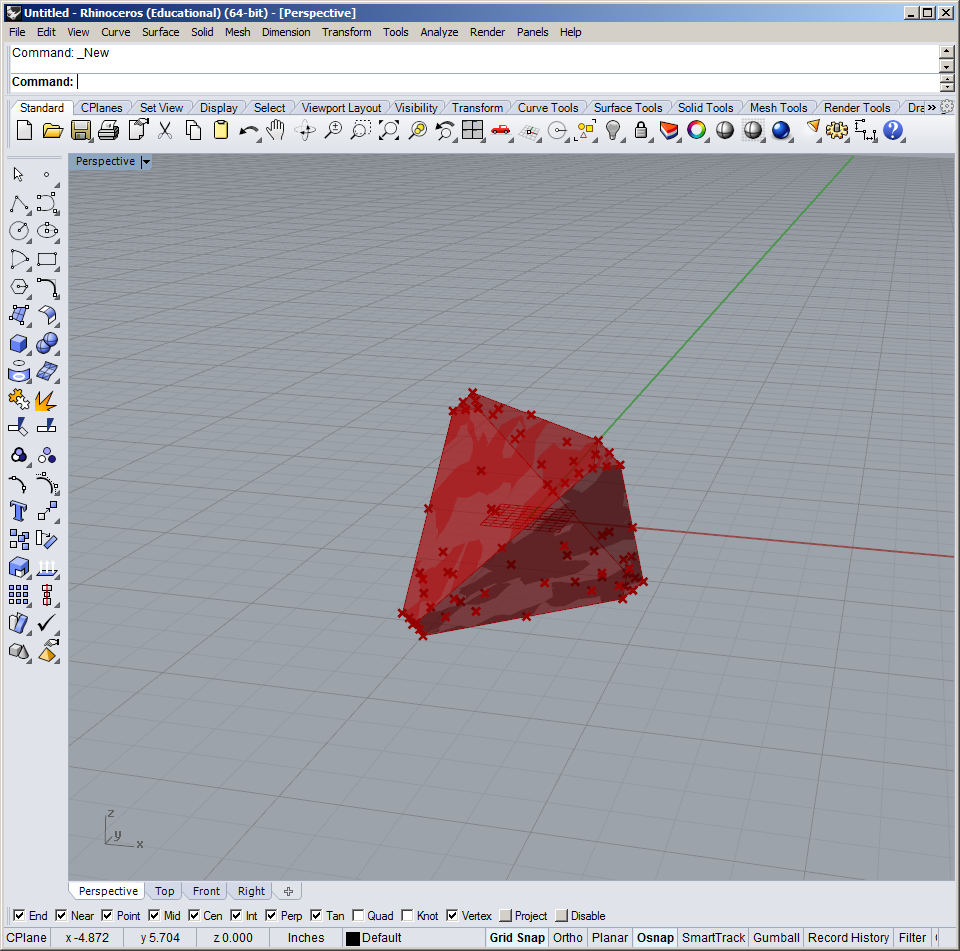 Untitled - Rhinoceros (Educational) (64-bit) - [Perspective]
File Edit View Curve Surface Solid Mesh Dimension Transform Tools Analyze Render Panels Help
Command: _New
Command:
Standard CPlanes Set View Display Select Viewport Layout Visibility Transform Curve Tools Surface Tools Solid Tools Mesh Tools Render Tools Dra »
Perspective
z
y
x
Perspective Top Front Right
End Near Point Mid Cen Int Perp Tan Quad Knot Vertex Project Disable
CPlane x -4.872 y 5.704 z 0.000 Inches Default Grid Snap Ortho Planar Osnap SmartTrack Gumball Record History Filter